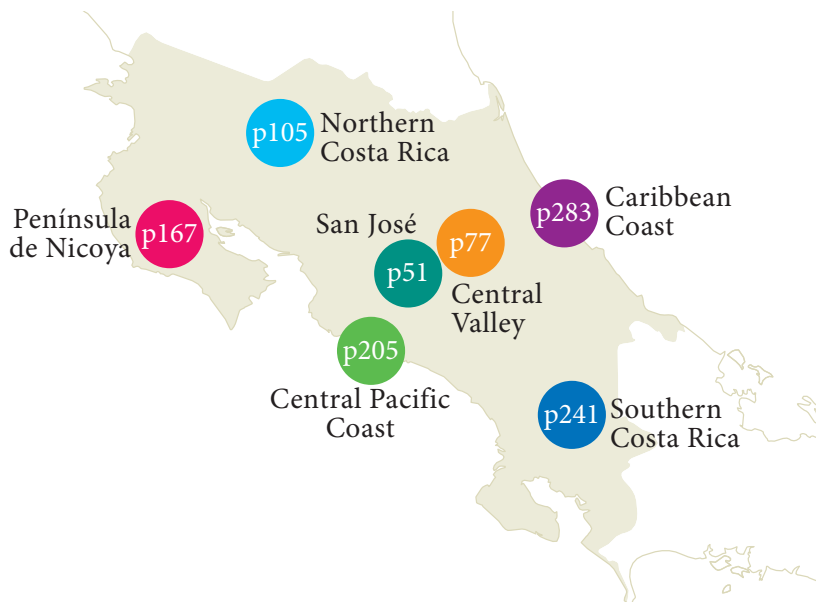 p105
Northern
Costa Rica
Península
de Nicoya
p167
San José
p51
p77
Central
Valley
p283
Caribbean
Coast
p205
Central Pacific
Coast
p241
Southern
Costa Rica